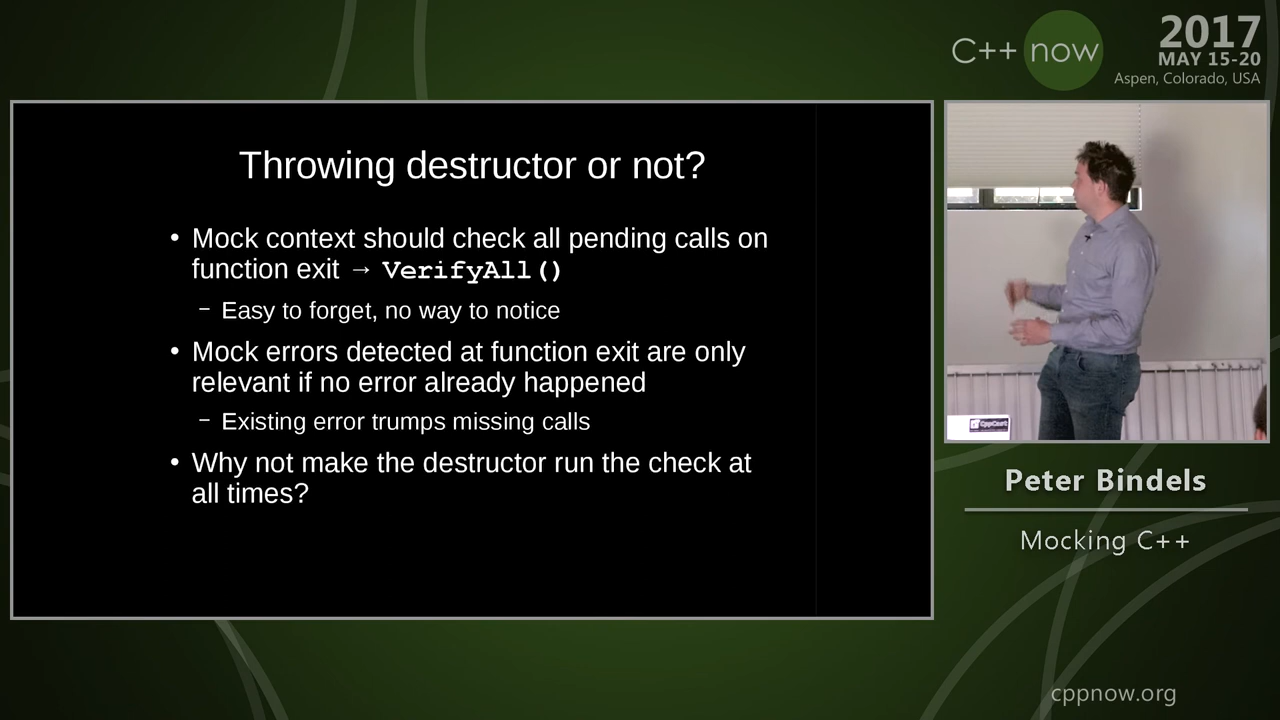 C++ now
2017
MAY 15-20
Aspen, Colorado, USA
Throwing destructor or not?
• Mock context should check all pending calls on
function exit → VerifyAll()
– Easy to forget, no way to notice
• Mock errors detected at function exit are only
relevant if no error already happened
– Existing error trumps missing calls
• Why not make the destructor run the check at
all times?
CppCast
Peter Bindels
Mocking C++
cppnow.org